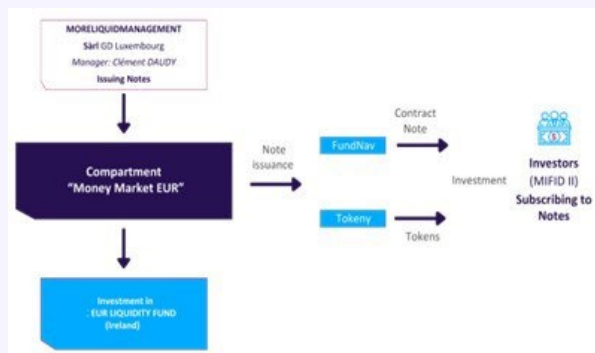 MORELIQUIDMANAGEMENT
Sàrl GD Luxembourg
Manager: Clément DAUDY
Issuing Notes
Compartment
"Money Market EUR"
Investment in
. EUR LIQUIDITY FUND
(Ireland)
Note
issuance
FundNav
Tokeny
Contract
Note
Investment
Tokens
Investors
(MIFID II)
Subscribing to
Notes